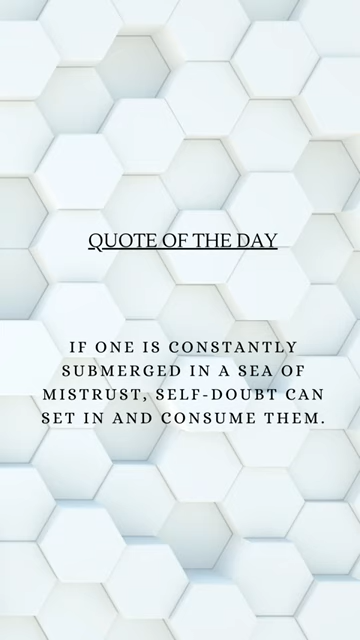 QUOTE OF THE DAY
IF ONE IS CONSTANTLY
SUBMERGED IN A SEA OF
MISTRUST, SELF-DOUBT CAN
SET IN AND CONSUME THEM.